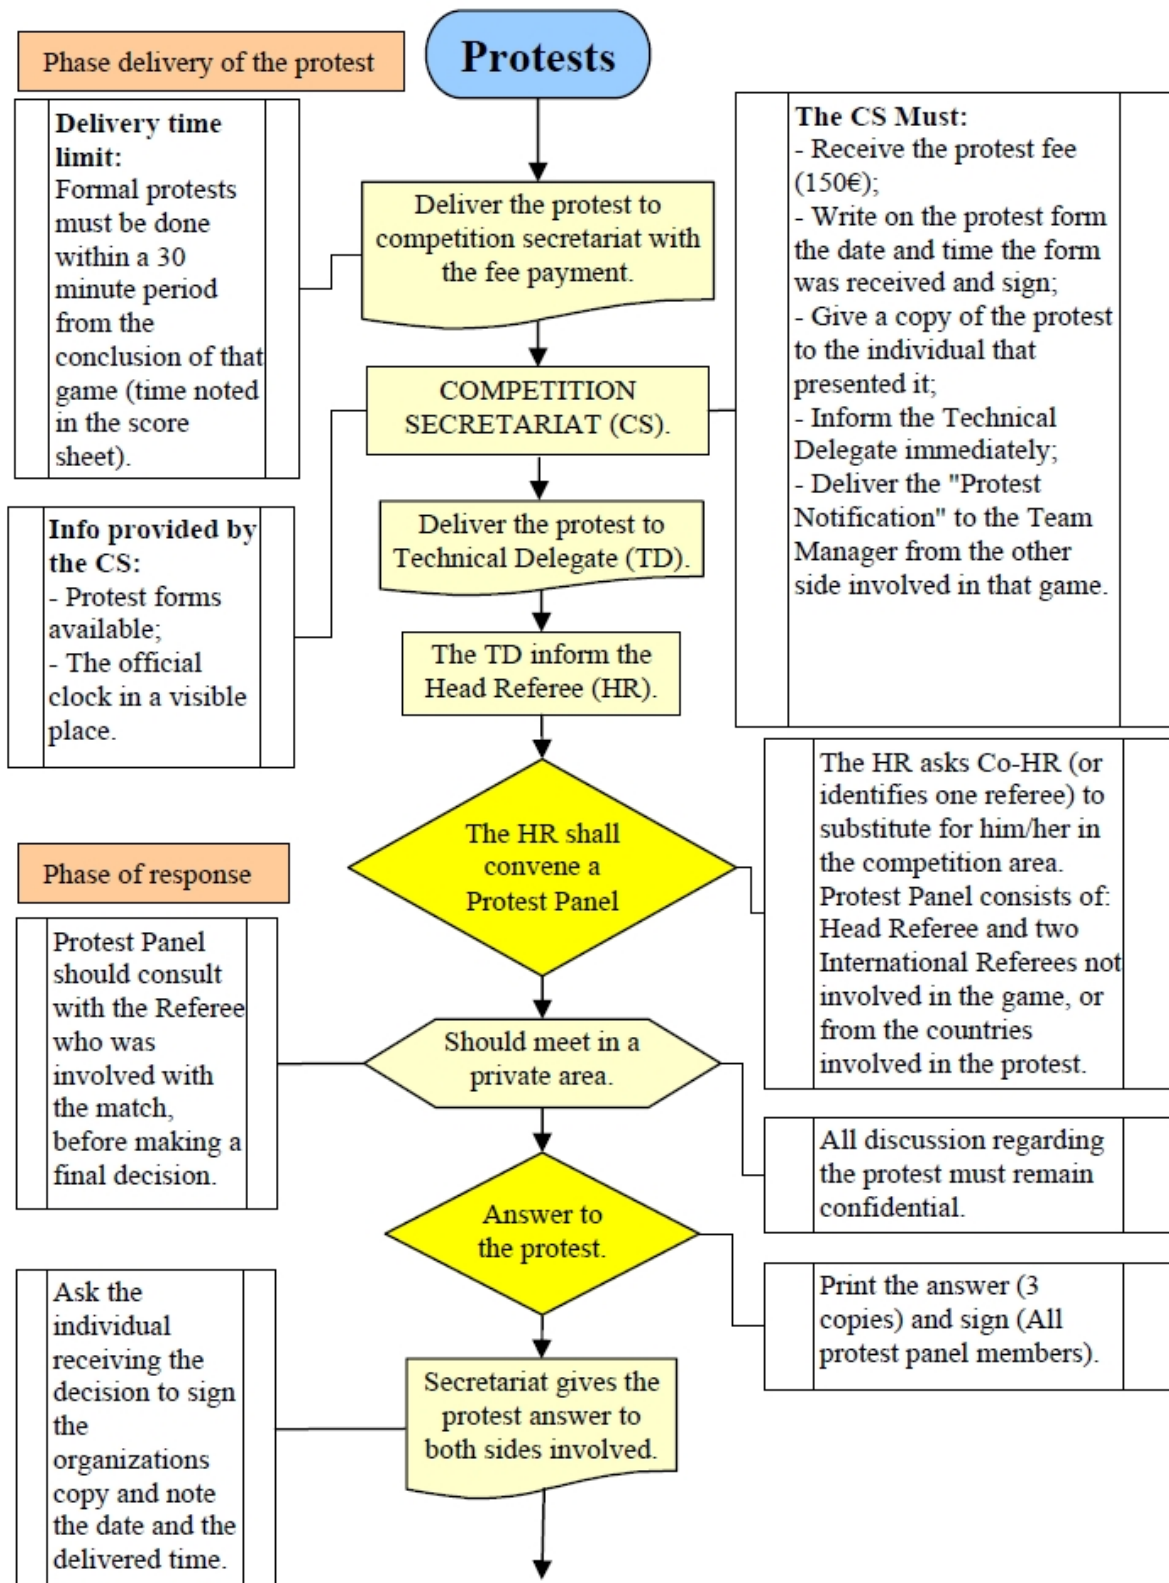 Protests
Phase delivery of the protest
Delivery time
limit:
Formal protests
must be done
within a 30
minute period
from the
conclusion of that
game (time noted
in the score
sheet).
Deliver the protest to
competition secretariat with
the fee payment.
The CS Must:
- Receive the protest fee
(150€);
- Write on the protest form
the date and time the form
was received and sign;
- Give a copy of the protest
to the individual that
presented it;
- Inform the Technical
Delegate immediately;
- Deliver the "Protest
Notification" to the Team
Manager from the other
side involved in that game.
COMPETITION
SECRETARIAT (CS).
Info provided by
the CS:
- Protest forms
available;
- The official
clock in a visible
place.
Deliver the protest to
Technical Delegate (TD).
The TD inform the
Head Referee (HR).
The HR shall
convene a
Protest Panel
The HR asks Co-HR (or
identifies one referee) to
substitute for him/her in
the competition area.
Protest Panel consists of:
Head Referee and two
International Referees not
involved in the game, or
from the countries
involved in the protest.
Phase of response
Protest Panel
should consult
with the Referee
who was
involved with
the match,
before making a
final decision.
Should meet in a
private area.
All discussion regarding
the protest must remain
confidential.
Answer to
the protest.
Print the answer (3
copies) and sign (All
protest panel members).
Ask the
individual
receiving the
decision to sign
the
organizations
copy and note
the date and the
delivered time.
Secretariat gives the
protest answer to
both sides involved.